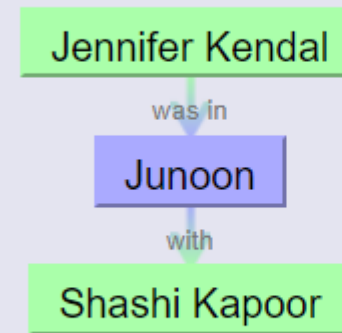 Jennifer Kendal
was in
Junoon
with
Shashi Kapoor